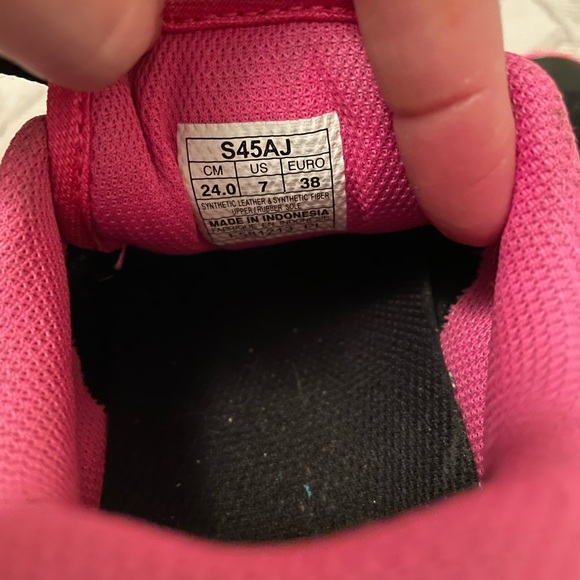 S45AJ
CM US EURO
24.0 7 38
SYNTHETIC LEATHER & SYNTHETIC FIBER
UPPER / RUBBER SOLE
MADE IN INDONESIA